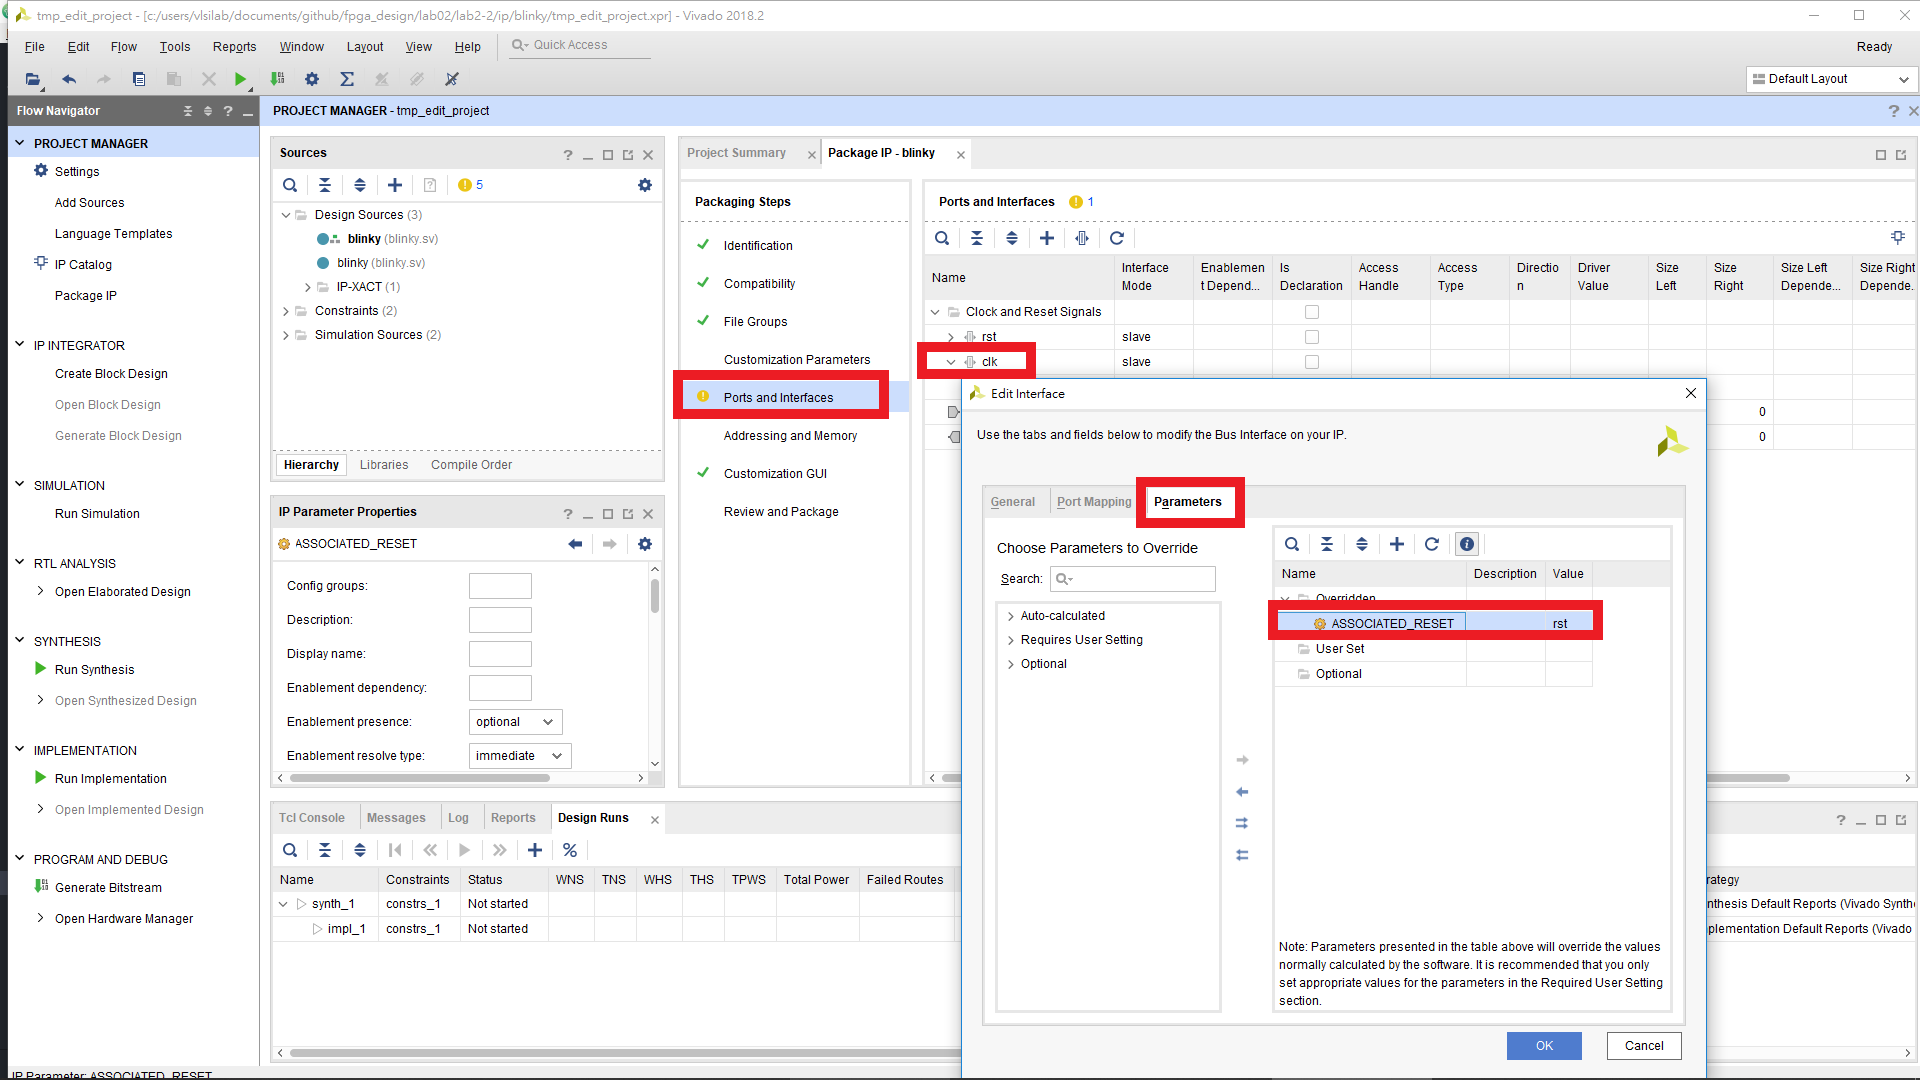 tmp_edit_project - [c:/users/vlsilab/documents/github/fpga_design/lab02/lab2-2/ip/blinky/tmp_edit_project.xpr] - Vivado 2018.2
File Edit Flow Tools Reports Window Layout View Help Quick Access Ready
Default Layout
Flow Navigator
PROJECT MANAGER - tmp_edit_project
PROJECT MANAGER
Settings
Add Sources
Language Templates
IP Catalog
Package IP
IP INTEGRATOR
Create Block Design
Open Block Design
Generate Block Design
SIMULATION
Run Simulation
RTL ANALYSIS
Open Elaborated Design
SYNTHESIS
Run Synthesis
Open Synthesized Design
IMPLEMENTATION
Run Implementation
Open Implemented Design
PROGRAM AND DEBUG
Generate Bitstream
Open Hardware Manager
Sources
5
Design Sources (3)
blinky (blinky.sv)
blinky (blinky.sv)
IP-XACT (1)
Constraints (2)
Simulation Sources (2)
Hierarchy Libraries Compile Order
IP Parameter Properties
ASSOCIATED_RESET
Config groups:
Description:
Display name:
Enablement dependency:
Enablement presence: optional
Enablement resolve type: immediate
Project Summary Package IP - blinky
Packaging Steps
Identification
Compatibility
File Groups
Customization Parameters
Ports and Interfaces
Addressing and Memory
Customization GUI
Review and Package
Ports and Interfaces 1
Name Interface Mode Enablemen t Depend... Is Declaration Access Handle Access Type Directio n Driver Value Size Left Size Right Size Left Depende... Size Right Depende.
Clock and Reset Signals
rst slave
clk slave
0
0
Edit Interface
Use the tabs and fields below to modify the Bus Interface on your IP.
General Port Mapping Parameters
Choose Parameters to Override
Search:
Auto-calculated
Requires User Setting
Optional
Name Description Value
Overridden
ASSOCIATED_RESET rst
User Set
Optional
Note: Parameters presented in the table above will override the values
normally calculated by the software. It is recommended that you only
set appropriate values for the parameters in the Required User Setting
section.
OK Cancel
Tcl Console Messages Log Reports Design Runs
Name Constraints Status WNS TNS WHS THS TPWS Total Power Failed Routes rategy
synth_1 constrs_1 Not started nthesis Default Reports (Vivado Synthe
impl_1 constrs_1 Not started plementation Default Reports (Vivado
IP Parameter: ASSOCIATED_RESET